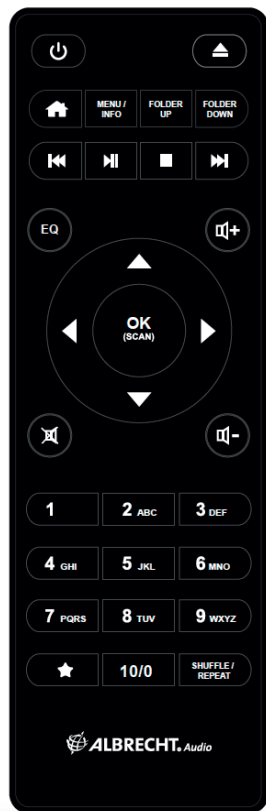 MENU / INFO FOLDER UP FOLDER DOWN
EQ +
OK
(SCAN)
-
1 2 ABC 3 DEF
4 GHI 5 JKL 6 MNO
7 PQRS 8 TUV 9 WXYZ
10/0 SHUFFLE / REPEAT
ALBRECHT. Audio